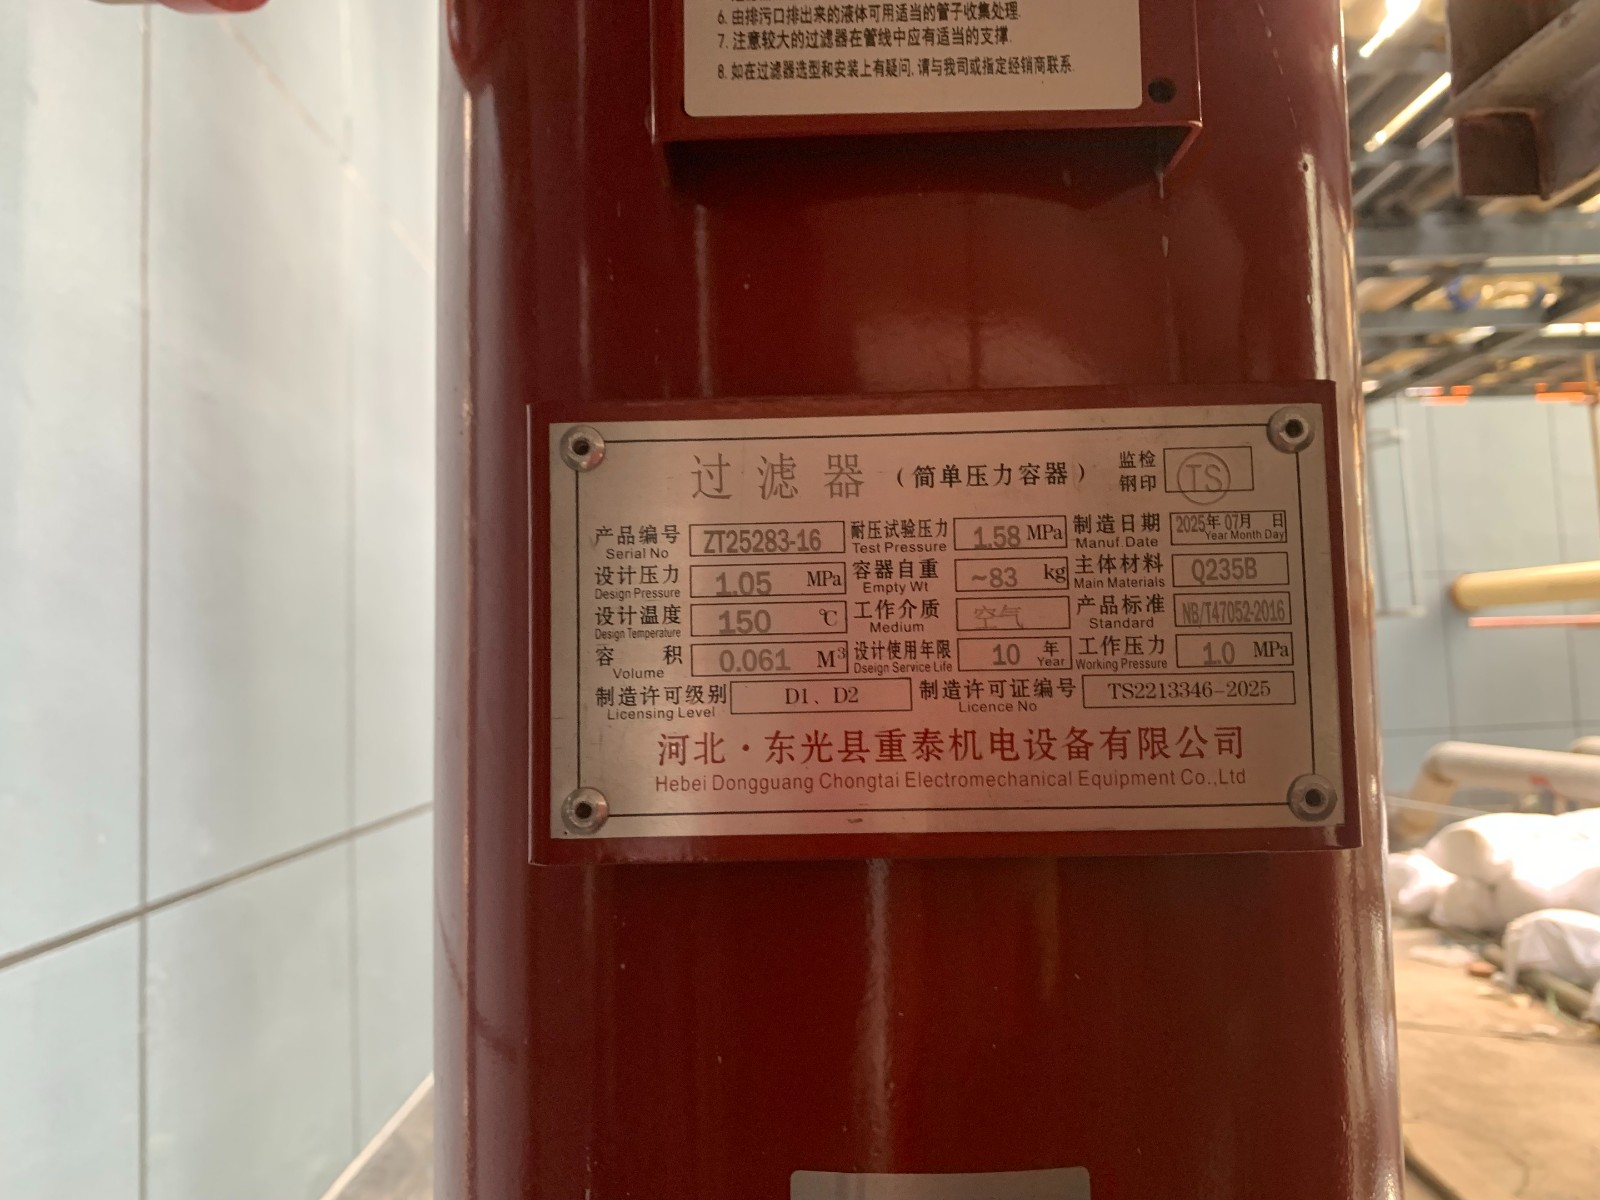 6. 由排污口排出来的液体可用适当的管子收集处理.
7. 注意较大的过滤器在管线中应有适当的支撑.
8. 如在过滤器选型和安装上有疑问, 请与我司或指定经销商联系.
过滤器 (简单压力容器) 监检钢印 TS
产品编号 Serial No ZT25283-16 耐压试验压力 Test Pressure 1.58 MPa 制造日期 Manuf.Date 2025年07月 日 Year Month Day
设计压力 Design Pressure 1.05 MPa 容器自重 Empty Wt ~83 kg 主体材料 Main Materials Q235B
设计温度 Design Temperature 150 ℃ 工作介质 Medium 空气 产品标准 Standard NB/T47052-2016
容 积 Volume 0.061 M³ 设计使用年限 Dseign Service Life 10 年 Year 工作压力 Working Pressure 1.0 MPa
制造许可级别 Licensing Level D1、D2 制造许可证编号 Licence No TS2213346-2025
河北·东光县重泰机电设备有限公司
Hebei Dongguang Chongtai Electromechanical Equipment Co.,Ltd